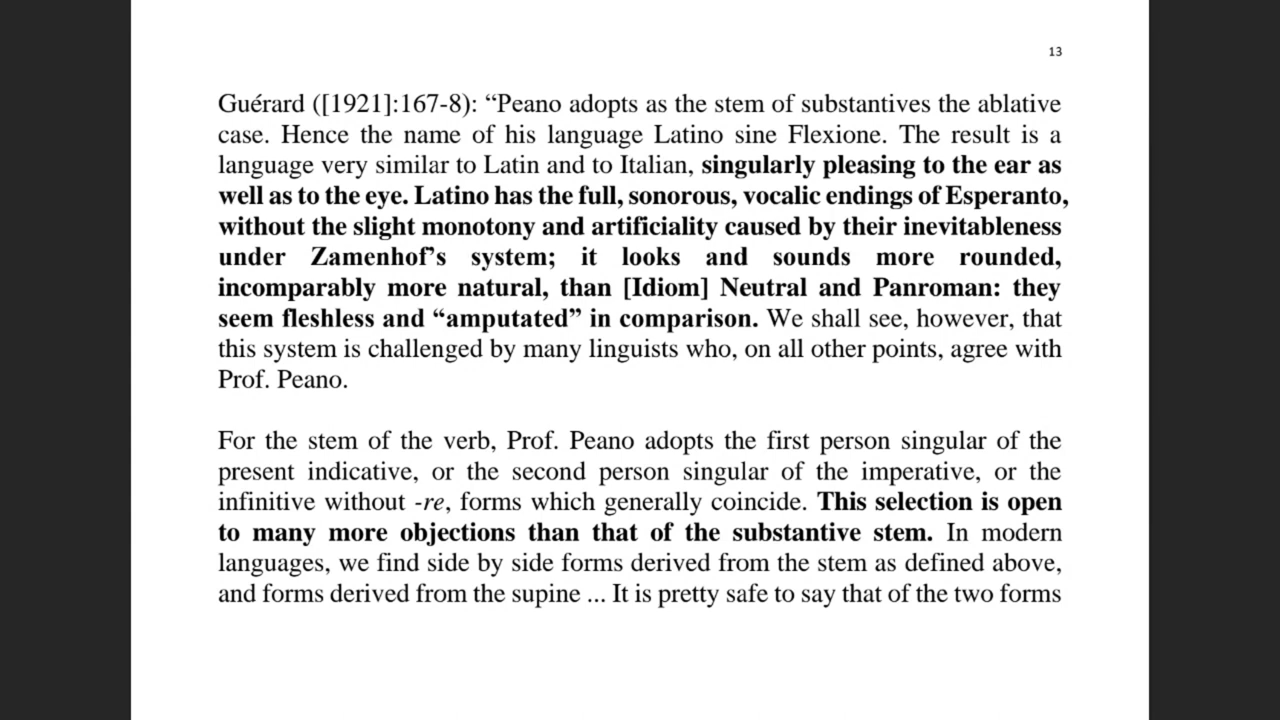 13
Guérard ([1921]:167-8): “Peano adopts as the stem of substantives the ablative
case. Hence the name of his language Latino sine Flexione. The result is a
language very similar to Latin and to Italian, singularly pleasing to the ear as
well as to the eye. Latino has the full, sonorous, vocalic endings of Esperanto,
without the slight monotony and artificiality caused by their inevitableness
under Zamenhof’s system; it looks and sounds more rounded,
incomparably more natural, than [Idiom] Neutral and Panroman: they
seem fleshless and “amputated” in comparison. We shall see, however, that
this system is challenged by many linguists who, on all other points, agree with
Prof. Peano.
For the stem of the verb, Prof. Peano adopts the first person singular of the
present indicative, or the second person singular of the imperative, or the
infinitive without -re, forms which generally coincide. This selection is open
to many more objections than that of the substantive stem. In modern
languages, we find side by side forms derived from the stem as defined above,
and forms derived from the supine ... It is pretty safe to say that of the two forms